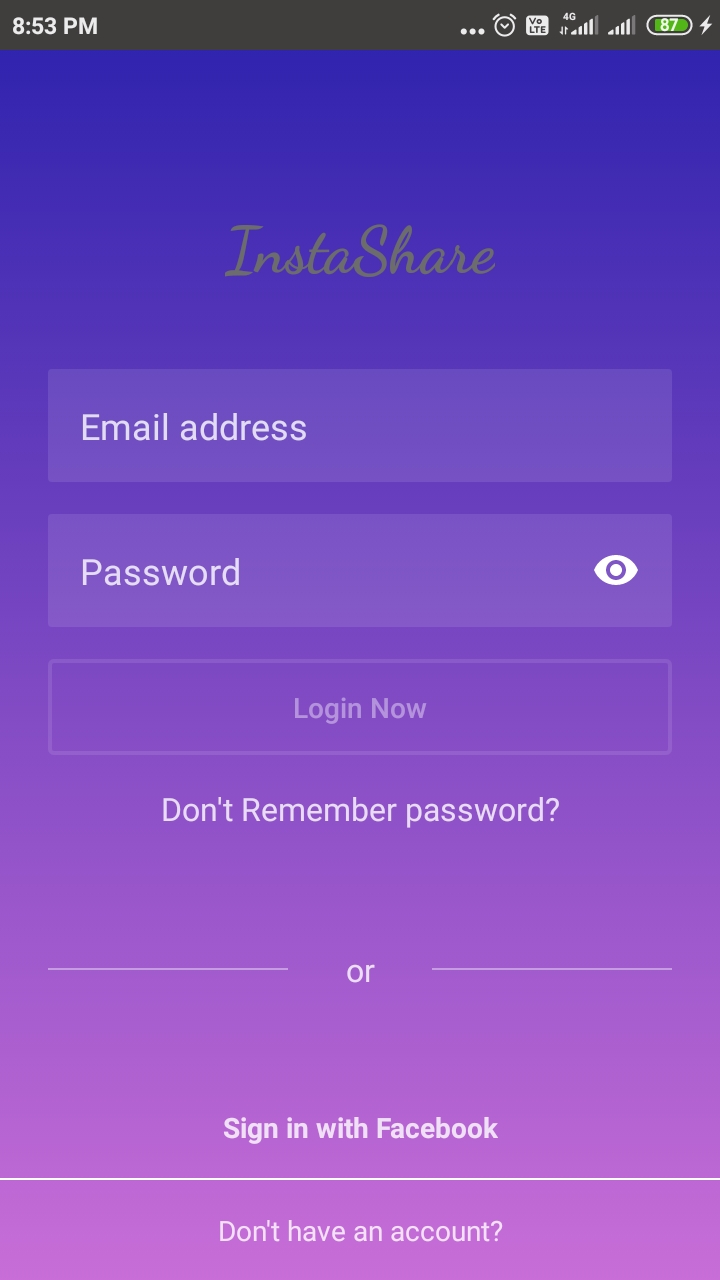 8:53 PM
Vo LTE 4G 87
InstaShare
Email address
Password
Login Now
Don't Remember password?
or
Sign in with Facebook
Don't have an account?